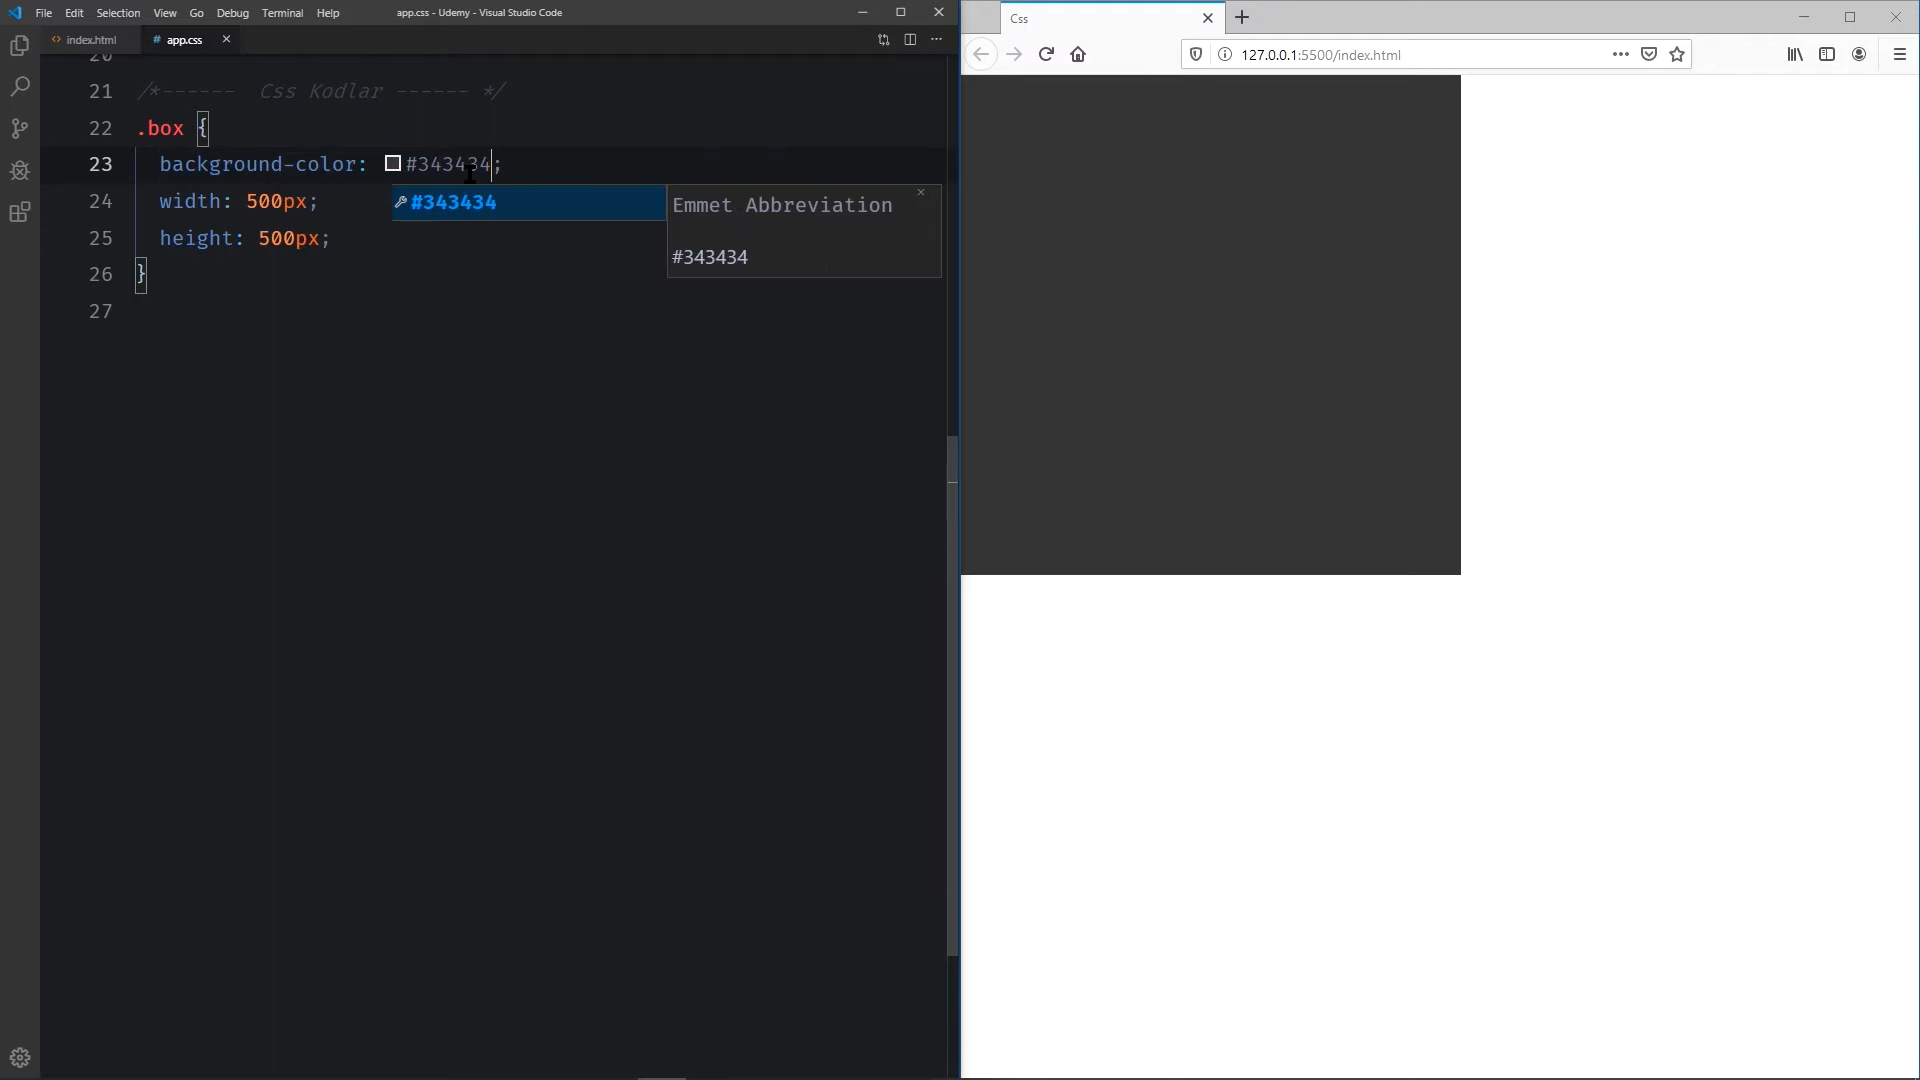 File Edit Selection View Go Debug Terminal Help app.css - Udemy - Visual Studio Code
index.html # app.css
20
21 /*------ Css Kodlar ------ */
22 .box {
23 background-color: #343434;
24 width: 500px;
25 height: 500px;
26 }
27
#343434
Emmet Abbreviation
#343434
Css
127.0.0.1:5500/index.html